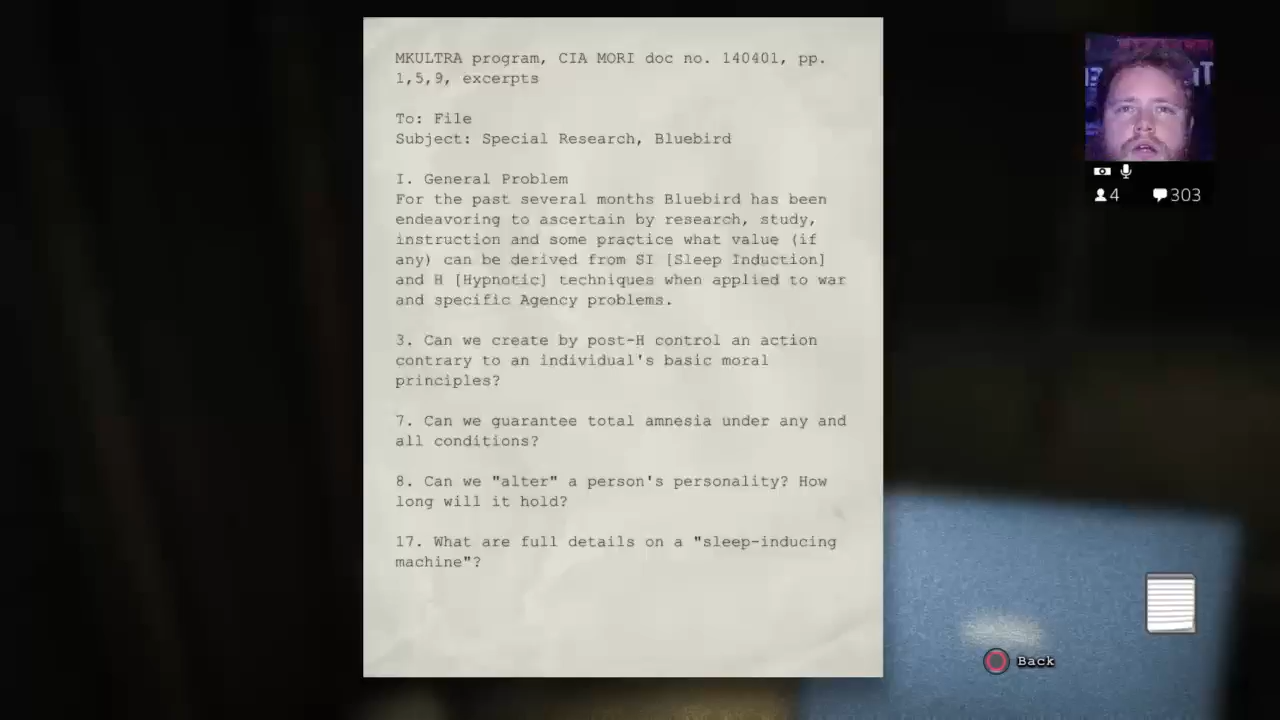 MKULTRA program, CIA MORI doc no. 140401, pp.
1,5,9, excerpts
To: File
Subject: Special Research, Bluebird
I. General Problem
For the past several months Bluebird has been
endeavoring to ascertain by research, study,
instruction and some practice what value (if
any) can be derived from SI [Sleep Induction]
and H [Hypnotic] techniques when applied to war
and specific Agency problems.
3. Can we create by post-H control an action
contrary to an individual's basic moral
principles?
7. Can we guarantee total amnesia under any and
all conditions?
8. Can we "alter" a person's personality? How
long will it hold?
17. What are full details on a "sleep-inducing
machine"?
4 303
Back